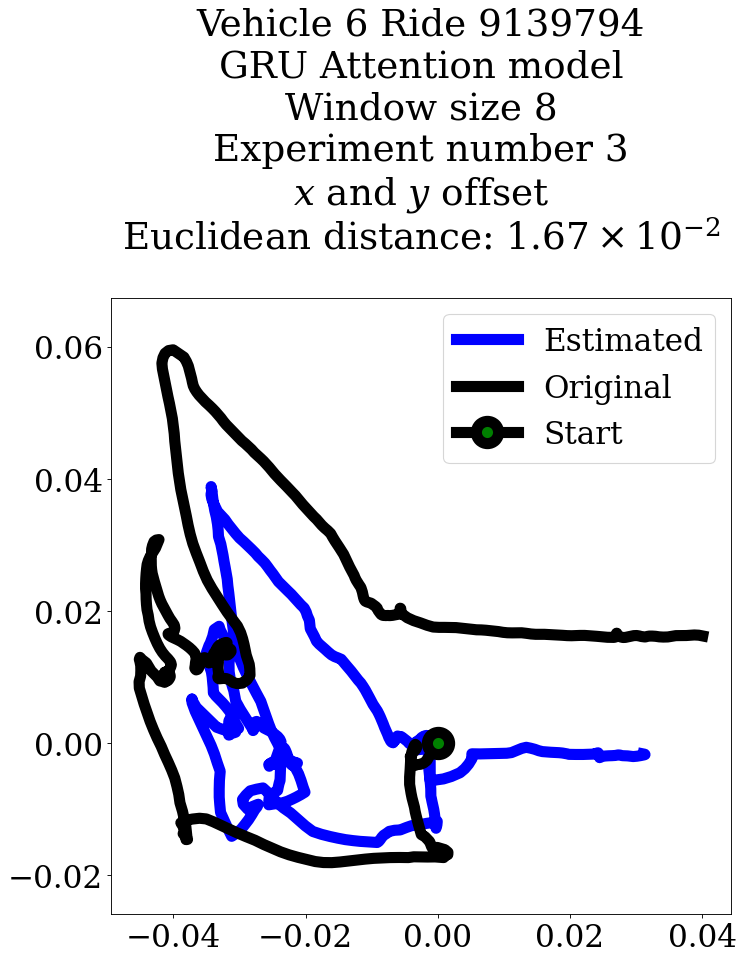 Vehicle 6 Ride 9139794
GRU Attention model
Window size 8
Experiment number 3
x and y offset
Euclidean distance: 1.67 × 10⁻²
Estimated
Original
Start
0.06
0.04
0.02
0.00
−0.02
−0.04 −0.02 0.00 0.02 0.04